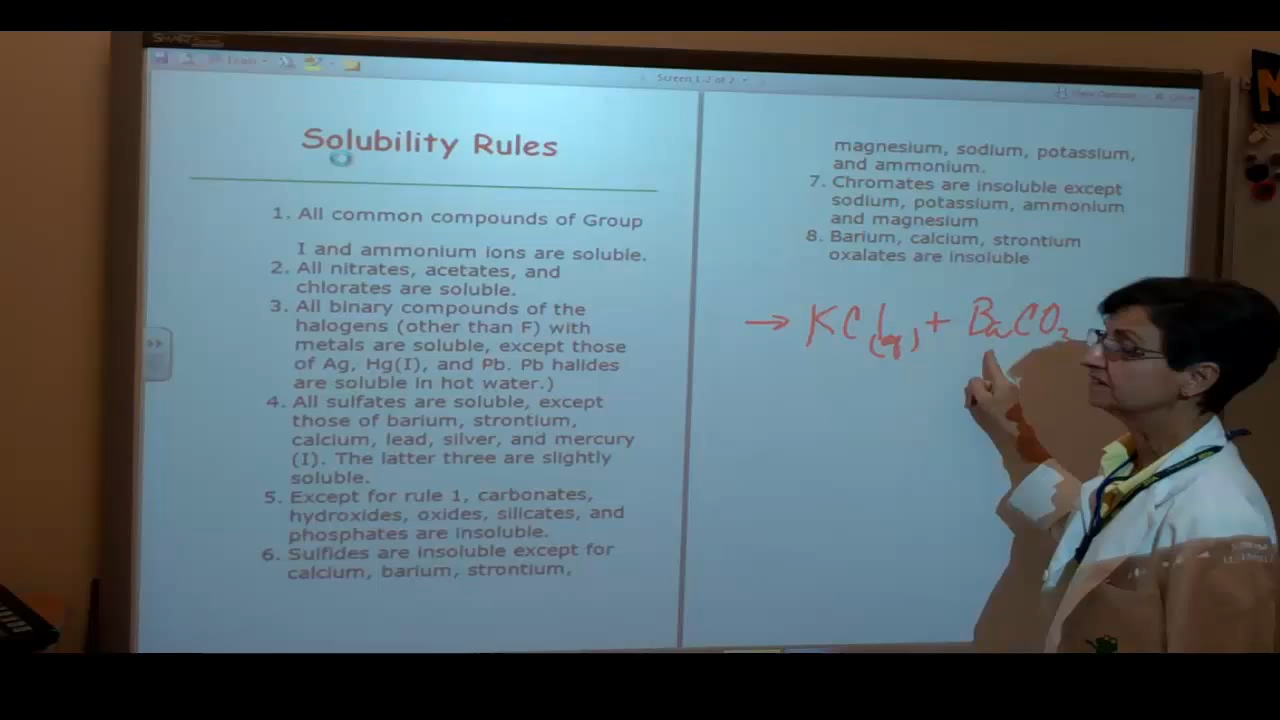 SMART
Screen 1-2 of 2
Solubility Rules
1. All common compounds of Group
I and ammonium ions are soluble.
2. All nitrates, acetates, and
chlorates are soluble.
3. All binary compounds of the
halogens (other than F) with
metals are soluble, except those
of Ag, Hg(I), and Pb. Pb halides
are soluble in hot water.)
4. All sulfates are soluble, except
those of barium, strontium,
calcium, lead, silver, and mercury
(I). The latter three are slightly
soluble.
5. Except for rule 1, carbonates,
hydroxides, oxides, silicates, and
phosphates are insoluble.
6. Sulfides are insoluble except for
calcium, barium, strontium,
magnesium, sodium, potassium,
and ammonium.
7. Chromates are insoluble except
sodium, potassium, ammonium
and magnesium
8. Barium, calcium, strontium
oxalates are insoluble
→ KCl(aq) + BaCO3